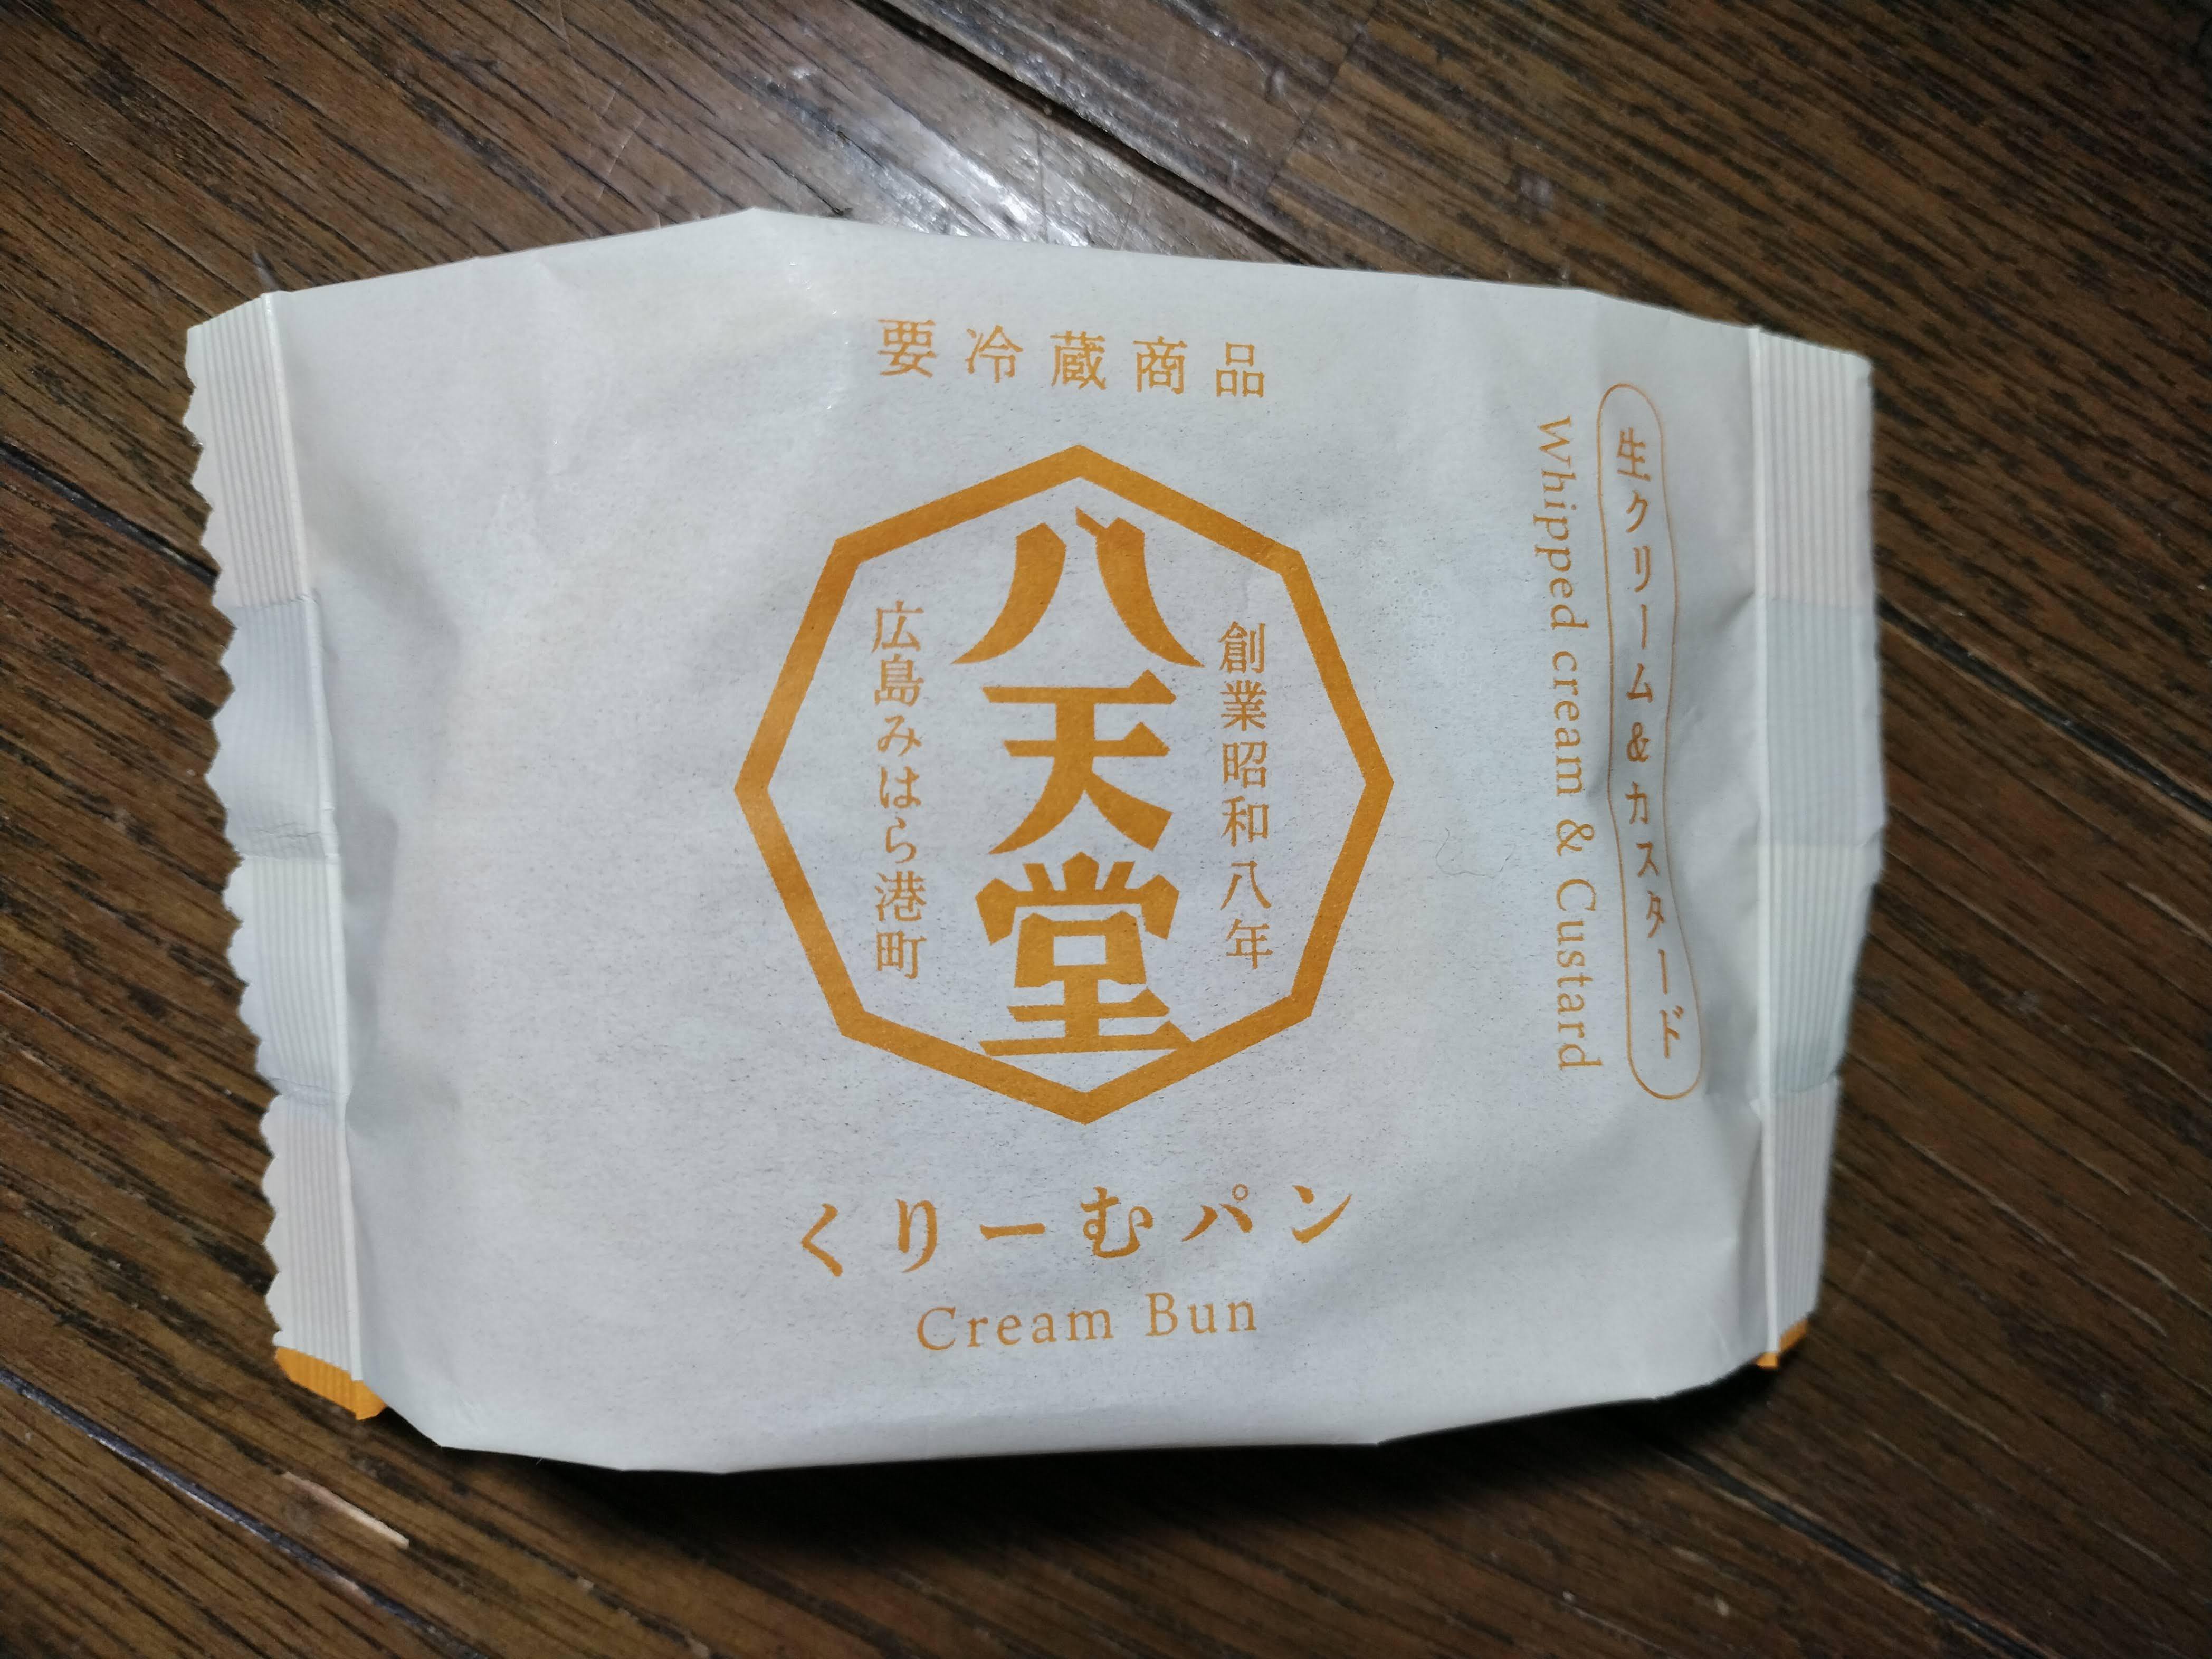 要冷蔵商品
創業昭和八年
八天堂
広島みはら港町
くりーむパン
Cream Bun
生クリーム&カスタード
Whipped cream & Custard